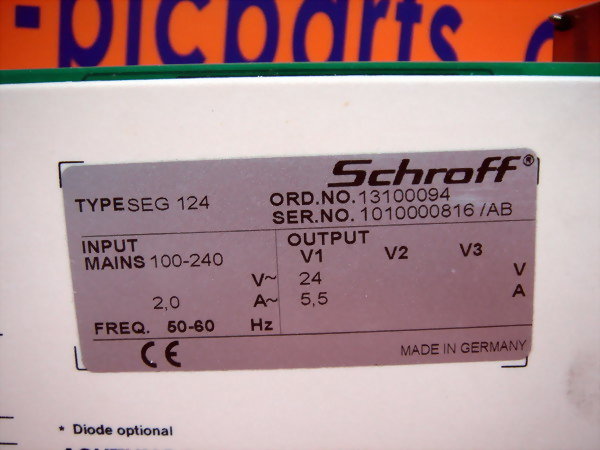 -picparts.c
Schroff®
TYPE SEG 124
ORD.NO. 13100094
SER.NO. 1010000816 /AB
INPUT
MAINS 100-240
V~
2,0 A~
FREQ. 50-60 Hz
OUTPUT
V1 V2 V3
24 V
5,5 A
CE
MADE IN GERMANY
* Diode optional